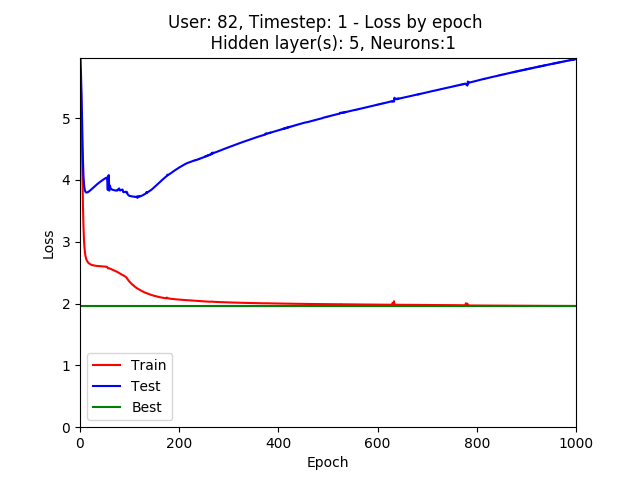 User: 82, Timestep: 1 - Loss by epoch
Hidden layer(s): 5, Neurons:1
5
4
3
2
1
0
Loss
Train
Test
Best
0 200 400 600 800 1000
Epoch